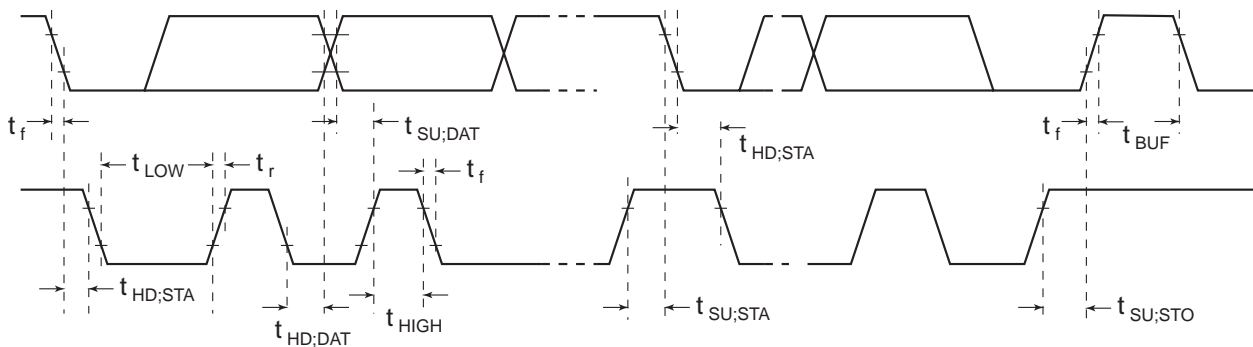 t f
t SU;DAT
t HD;STA
t f
t BUF
t LOW
t r
t f
t HD;STA
t HD;DAT
t HIGH
t SU;STA
t SU;STO